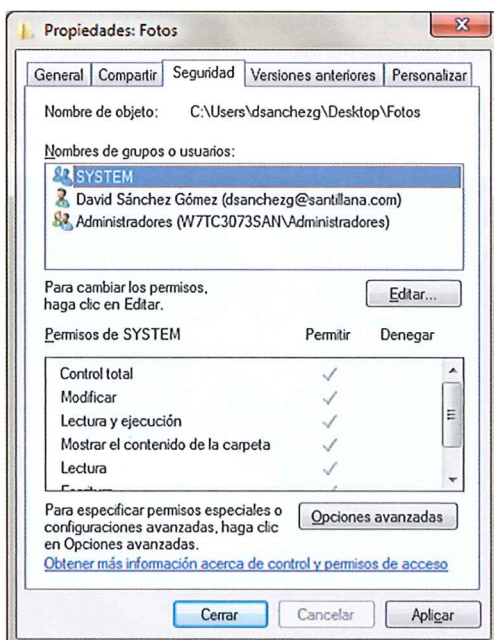 Propiedades: Fotos
General Compartir Seguridad Versiones anteriores Personalizar
Nombre de objeto: C:\Users\dsanchezg\Desktop\Fotos
Nombres de grupos o usuarios:
SYSTEM
David Sánchez Gómez (dsanchezg@santillana.com)
Administradores (W7TC3073SAN\Administradores)
Para cambiar los permisos,
haga clic en Editar.
Editar...
Permisos de SYSTEM Permitir Denegar
Control total
Modificar
Lectura y ejecución
Mostrar el contenido de la carpeta
Lectura
Para especificar permisos especiales o
configuraciones avanzadas, haga clic
en Opciones avanzadas.
Opciones avanzadas
Obtener más información acerca de control y permisos de acceso
Cerrar Cancelar Aplicar